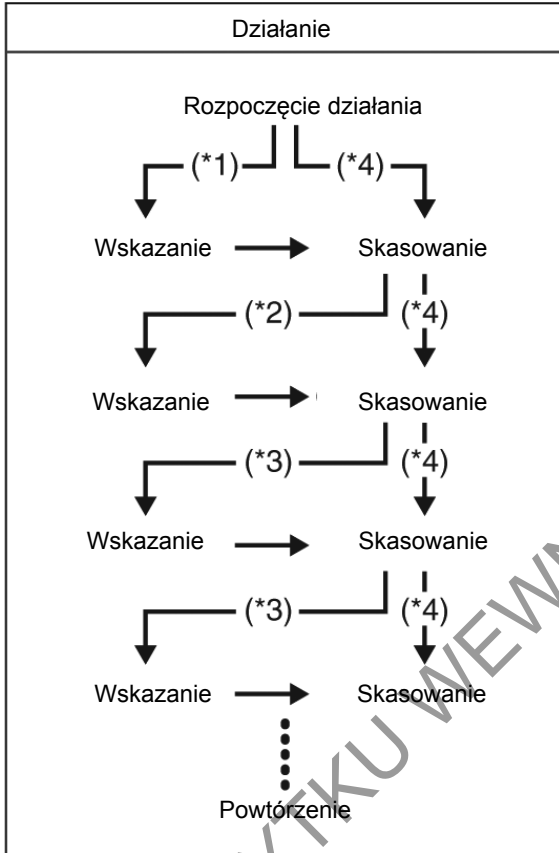 Działanie
Rozpoczęcie działania
(*1) (*4)
Wskazanie Skasowanie
(*2) (*4)
Wskazanie Skasowanie
(*3) (*4)
Wskazanie Skasowanie
(*3) (*4)
Wskazanie Skasowanie
Powtórzenie